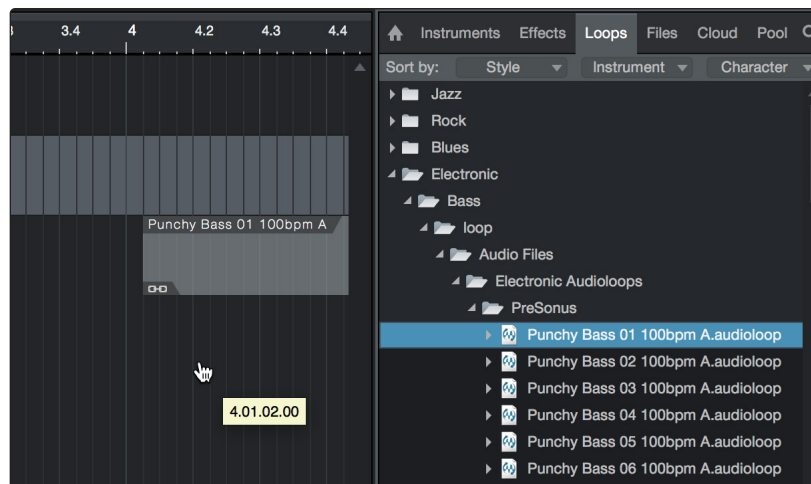 3.4 4 4.2 4.3 4.4
Punchy Bass 01 100bpm A
4.01.02.00
Instruments Effects Loops Files Cloud Pool
Sort by: Style Instrument Character
Jazz
Rock
Blues
Electronic
Bass
loop
Audio Files
Electronic Audioloops
PreSonus
Punchy Bass 01 100bpm A.audioloop
Punchy Bass 02 100bpm A.audioloop
Punchy Bass 03 100bpm A.audioloop
Punchy Bass 04 100bpm A.audioloop
Punchy Bass 05 100bpm A.audioloop
Punchy Bass 06 100bpm A.audioloop